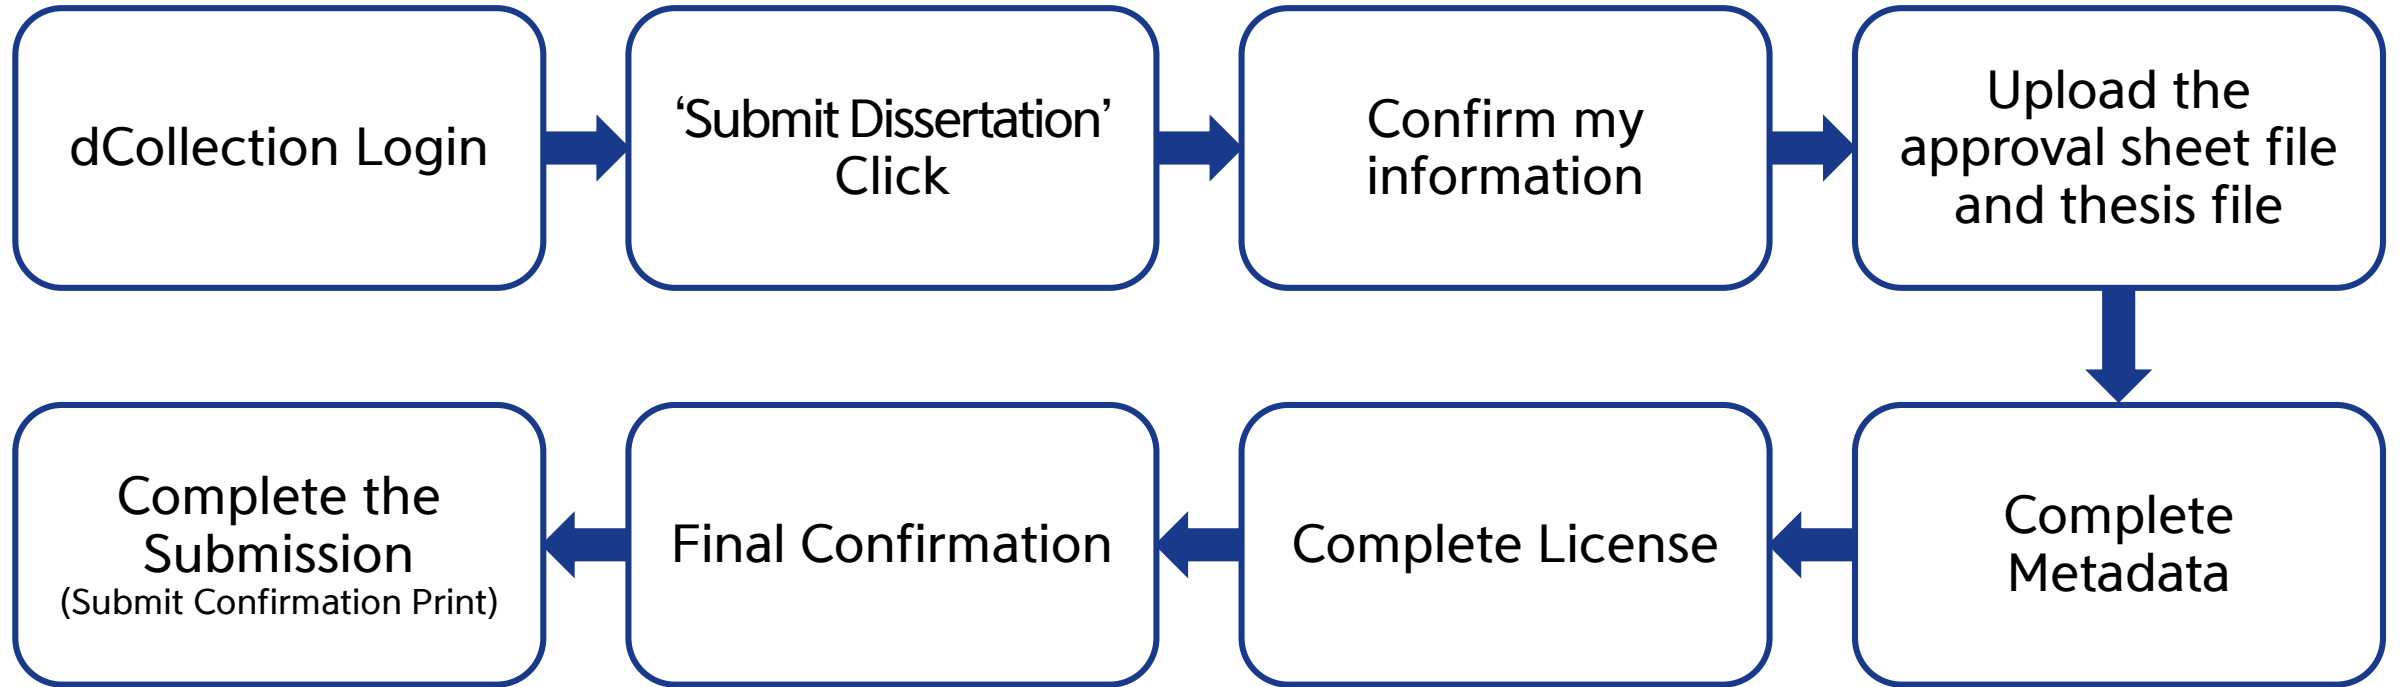 dCollection Login
‘Submit Dissertation’
Click
Confirm my
information
Upload the
approval sheet file
and thesis file
Complete
Metadata
Complete License
Final Confirmation
Complete the
Submission
(Submit Confirmation Print)